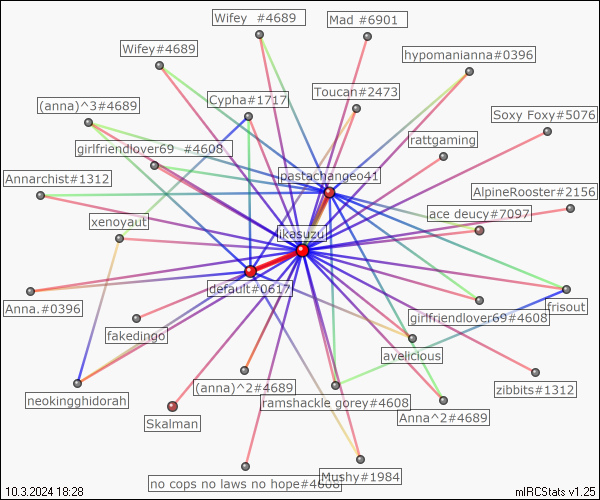 Wifey  #4689
Mad #6901
Wifey#4689
hypomanianna#0396
Toucan#2473
Cypha#1717
(anna)^3#4689
Soxy Foxy#5076
rattgaming
girlfriendlover69  #4608
pastachangeo41
Annarchist#1312
AlpineRooster#2156
ace deucy#7097
xenoyaut
ikasuzu
default#0617
Anna.#0396
frisout
girlfriendlover69#4608
fakedingo
avelicious
(anna)^2#4689
zibbits#1312
neokingghidorah
ramshackle gorey#4608
Anna^2#4689
Skalman
Mushy#1984
no cops no laws no hope#4608
10.3.2024 18:28
mIRCStats v1.25